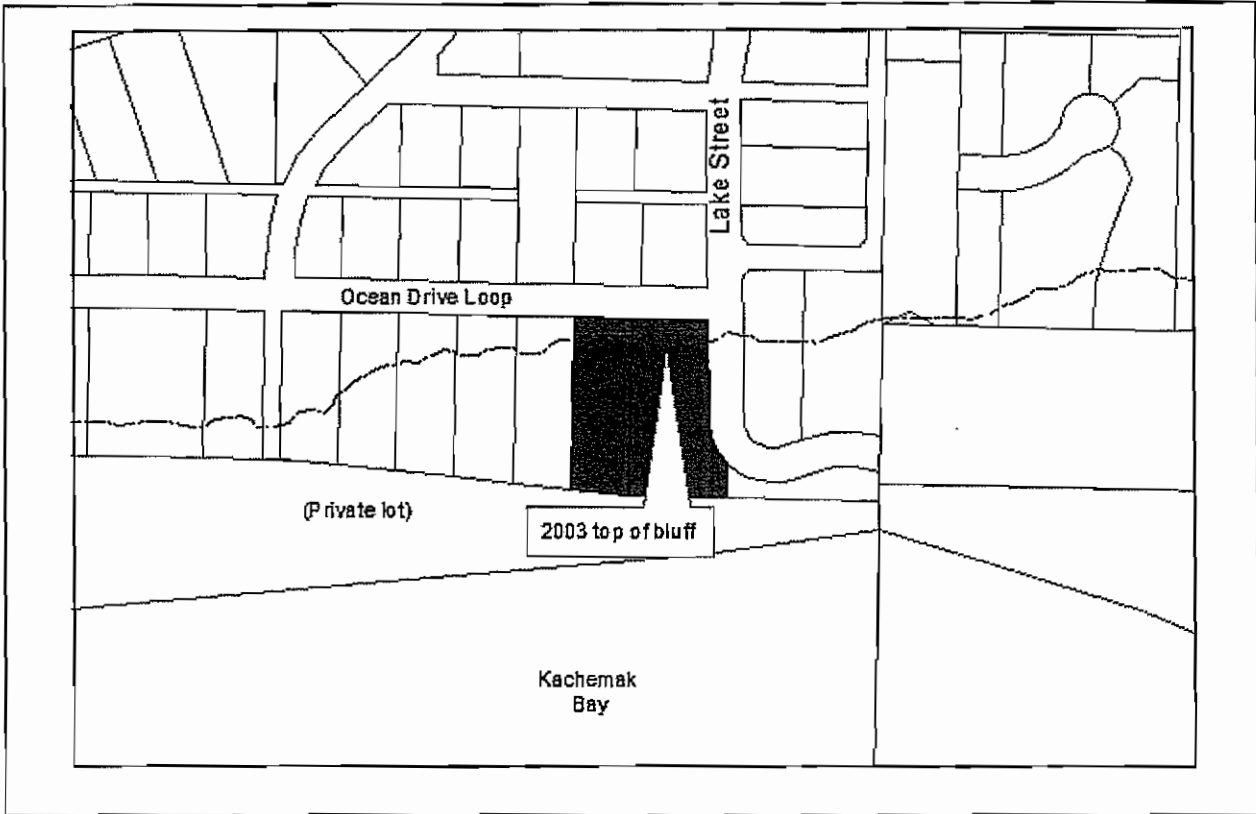 Lake Street
Ocean Drive Loop
(Private lot)
2003 top of bluff
Kachemak
Bay